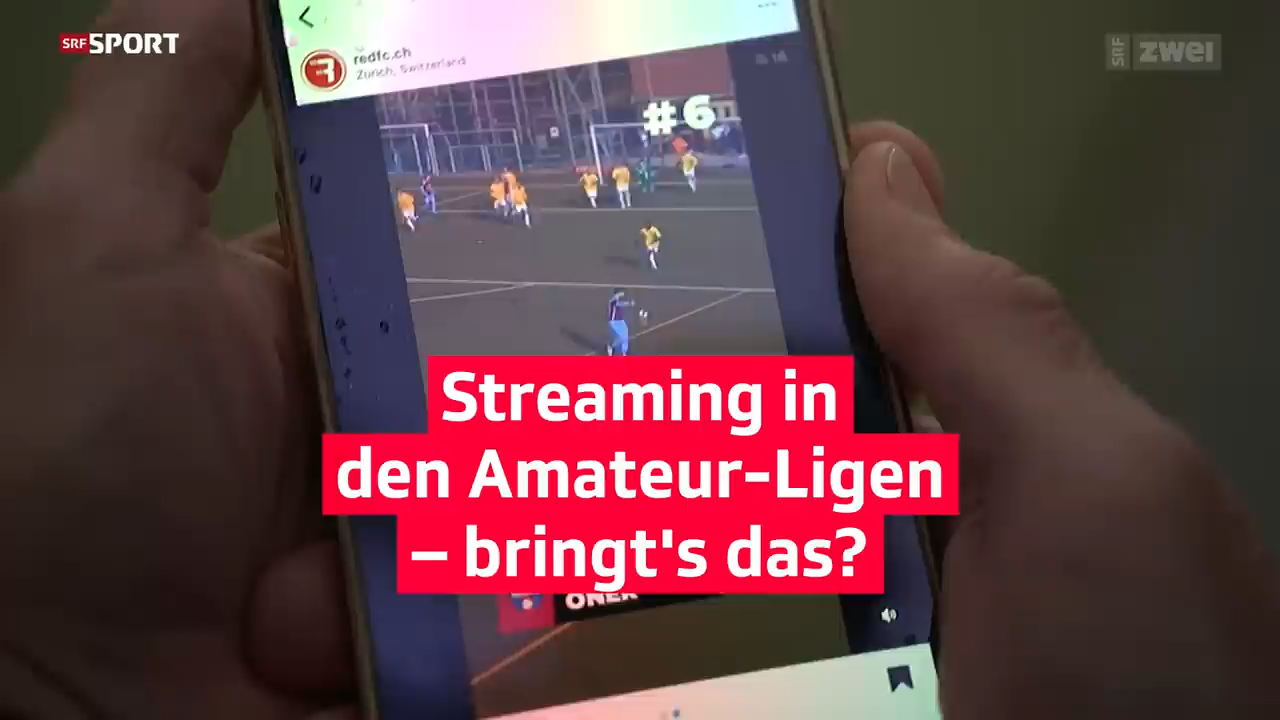 SRF SPORT
SRF zwei
redfc.ch
Zurich, Switzerland
#6
Streaming in
den Amateur-Ligen
– bringt's das?